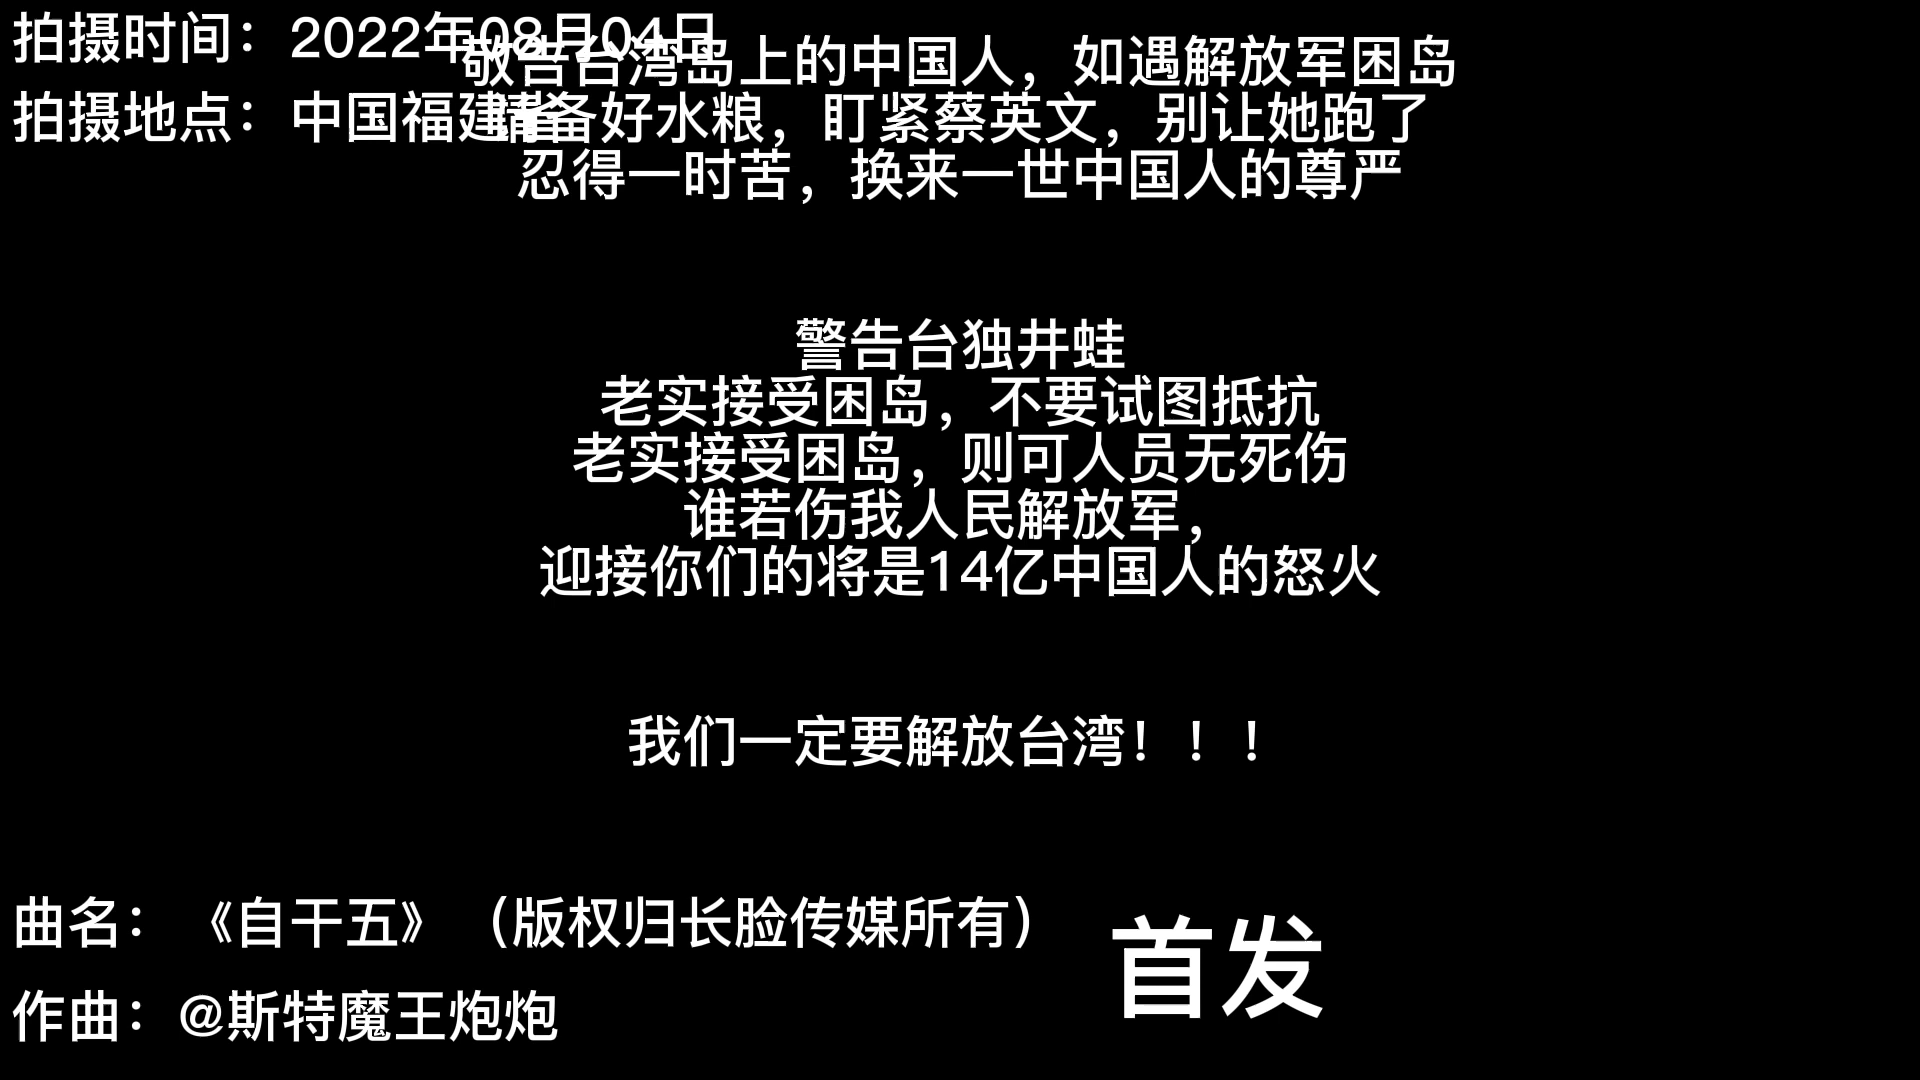 拍摄时间：2022年08月04日
敬告台湾岛上的中国人，如遇解放军困岛
拍摄地点：中国福建省
请备好水粮，盯紧蔡英文，别让她跑了
忍得一时苦，换来一世中国人的尊严
警告台独井蛙
老实接受困岛，不要试图抵抗
老实接受困岛，则可人员无死伤
谁若伤我人民解放军，
迎接你们的将是14亿中国人的怒火
我们一定要解放台湾！！！
曲名：《自干五》（版权归长脸传媒所有）
首发
作曲：@斯特魔王炮炮